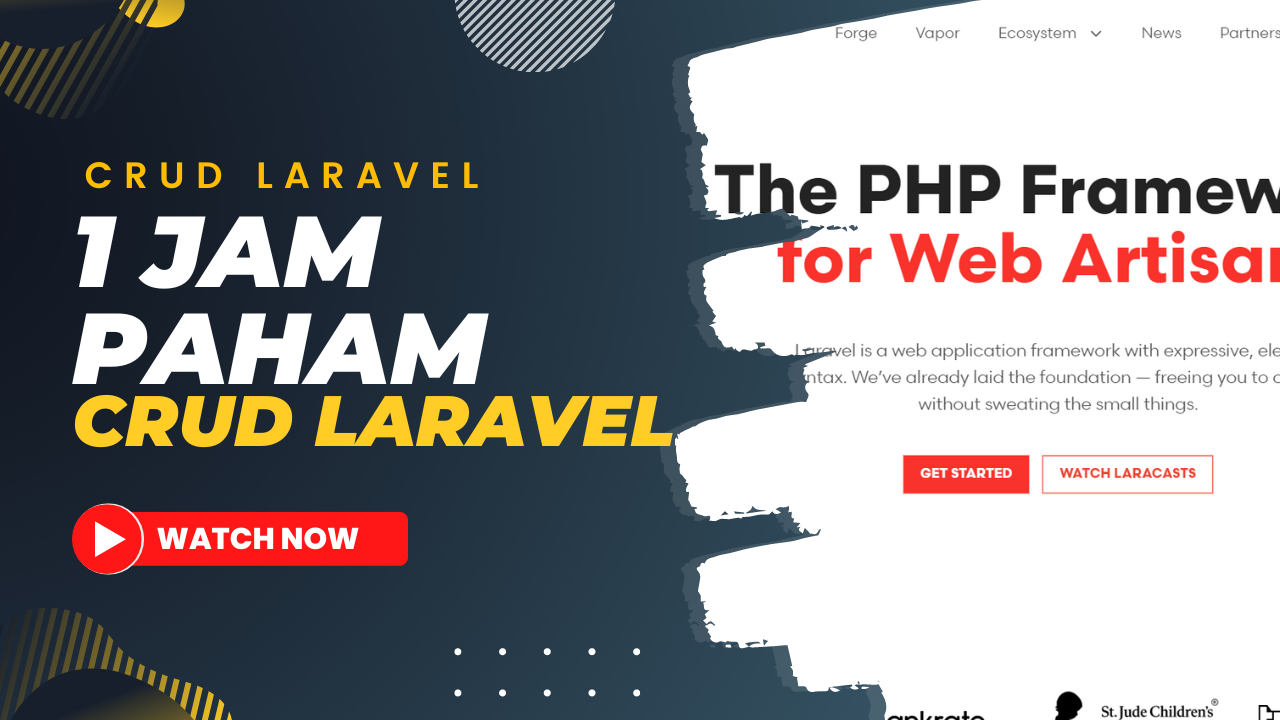 CRUD LARAVEL
1 JAM
PAHAM
CRUD LARAVEL
WATCH NOW
Forge Vapor Ecosystem News Partners
The PHP Framew
for Web Artisan
Laravel is a web application framework with expressive, ele
ntax. We've already laid the foundation — freeing you to c
without sweating the small things.
GET STARTED WATCH LARACASTS
St. Jude Children's®